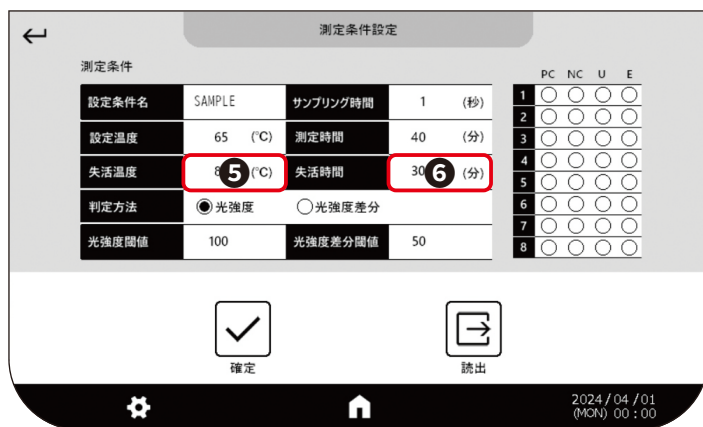 測定条件設定
測定条件
PC NC U E
設定条件名 SAMPLE サンプリング時間 1 (秒)
設定温度 65 (℃) 測定時間 40 (分)
失活温度 ❺ (℃) 失活時間 30 ❻ (分)
判定方法 光強度 光強度差分
光強度閾値 100 光強度差分閾値 50
1
2
3
4
5
6
7
8
確定 読出
2024/04/01
(MON) 00:00